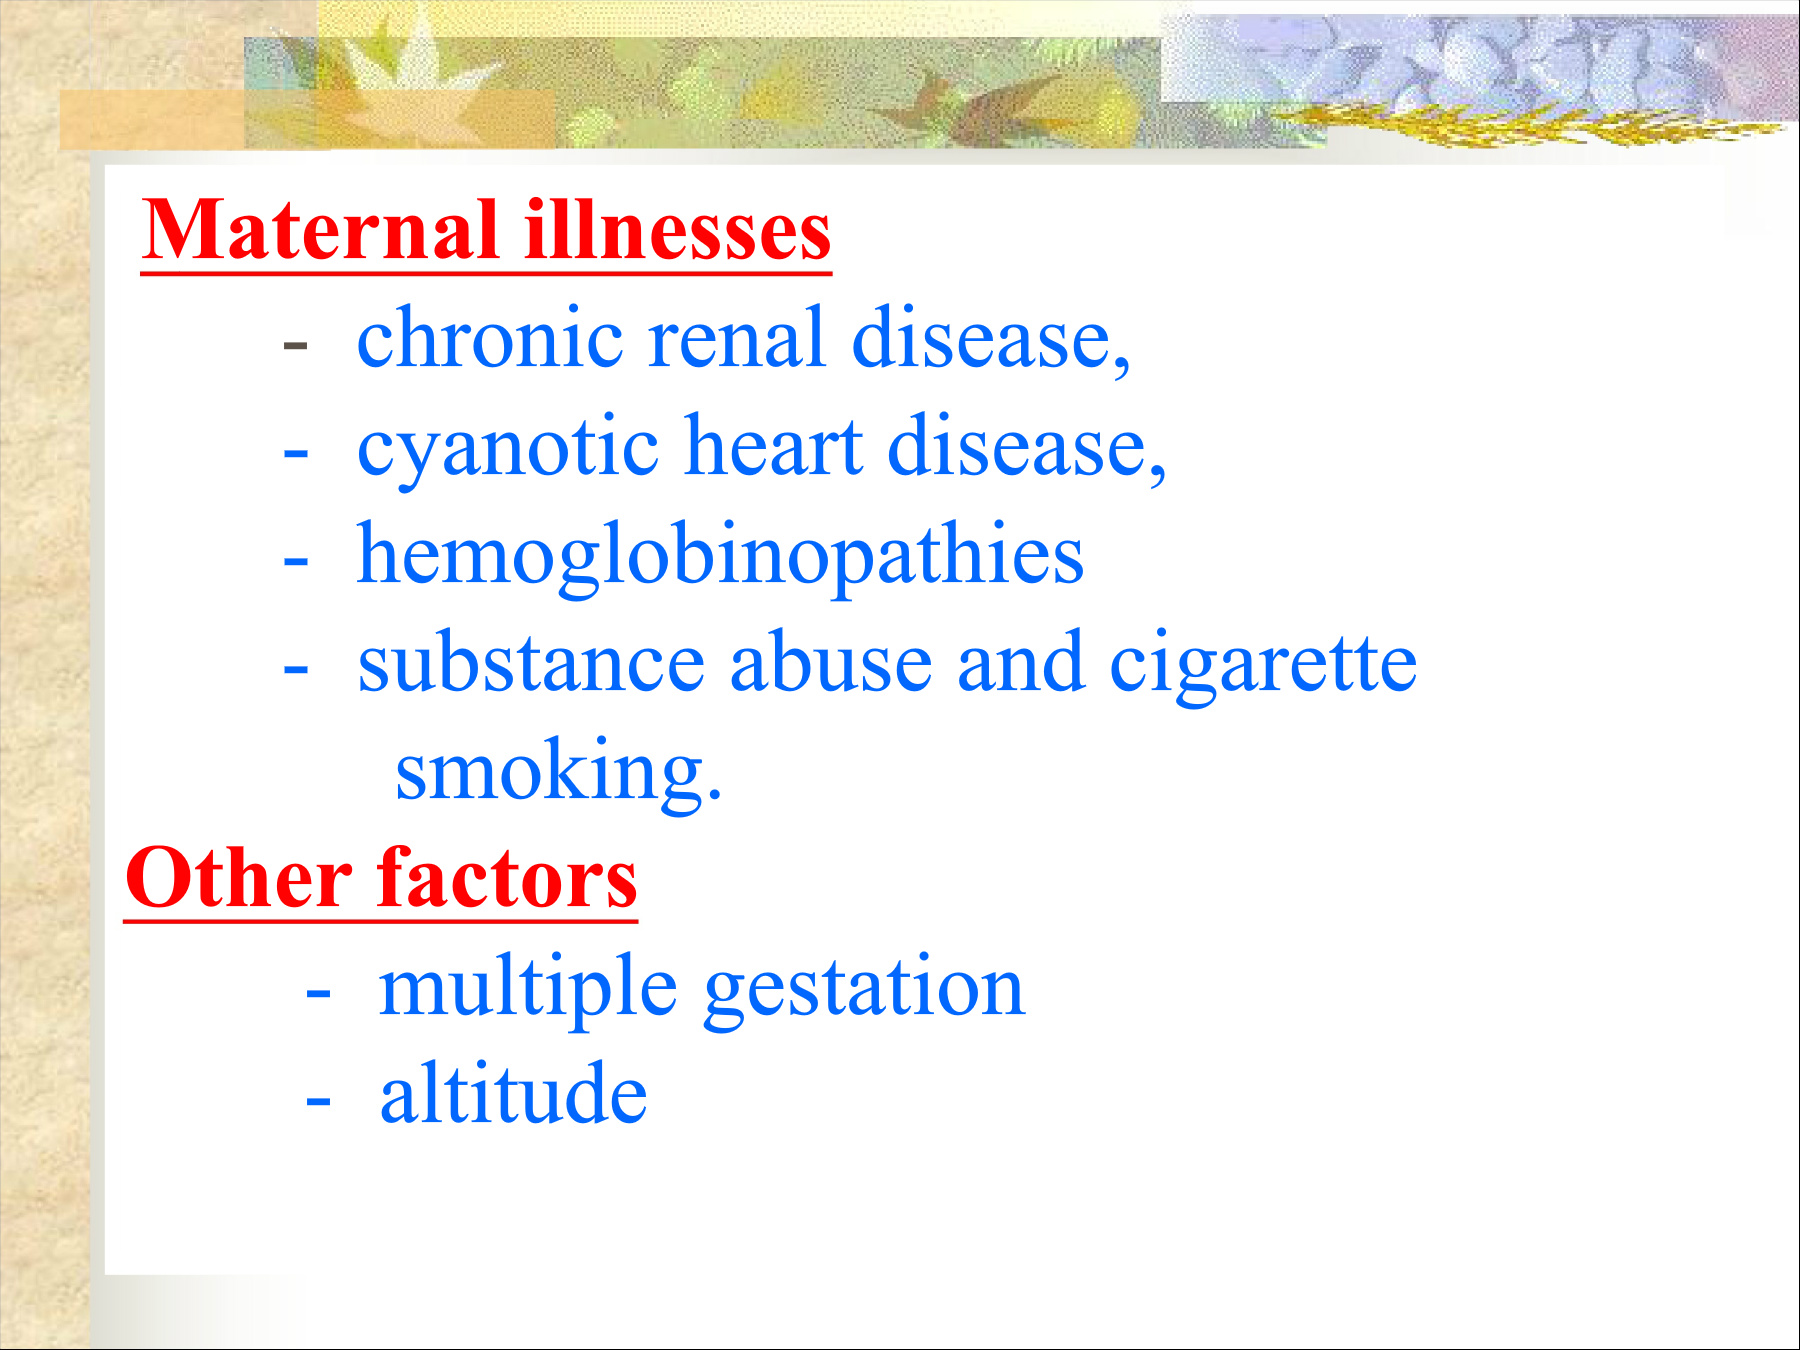 Maternal illnesses
- chronic renal disease,
- cyanotic heart disease,
- hemoglobinopathies
- substance abuse and cigarette
smoking.
Other factors
- multiple gestation
- altitude